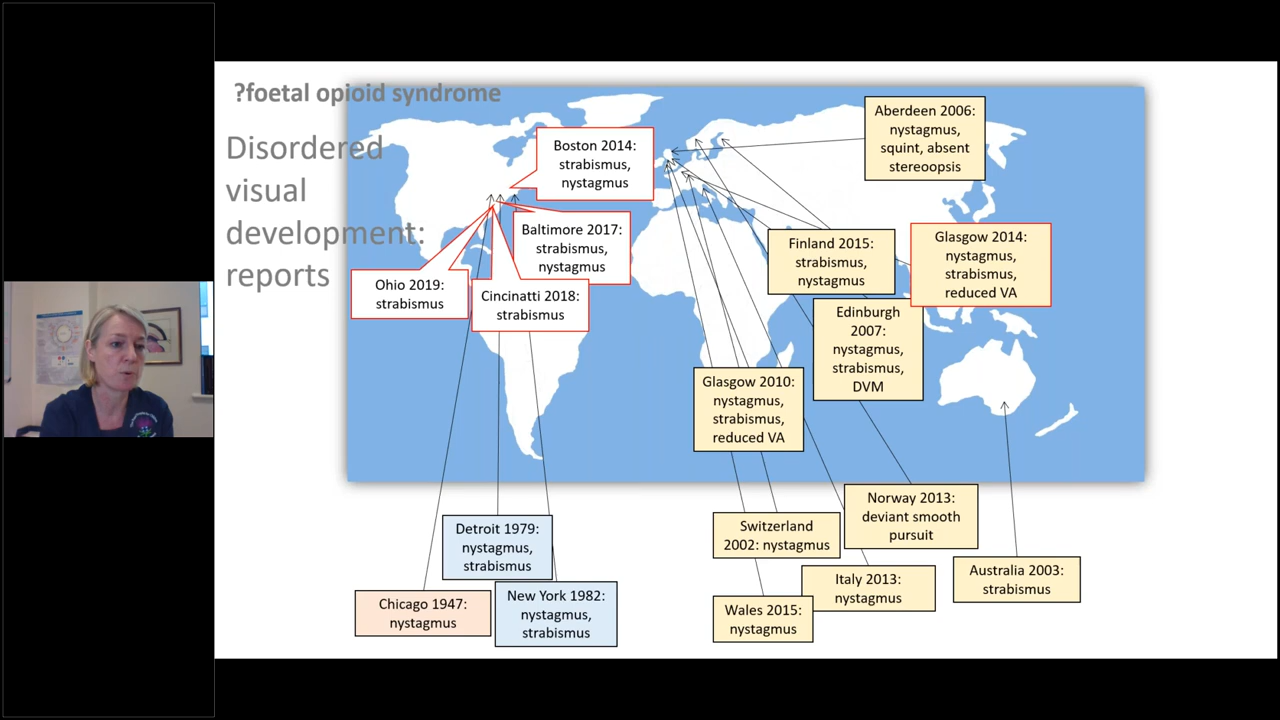 ?foetal opioid syndrome
Disordered
visual
development:
reports
Boston 2014:
strabismus,
nystagmus
Aberdeen 2006:
nystagmus,
squint, absent
stereoopsis
Baltimore 2017:
strabismus,
nystagmus
Finland 2015:
strabismus,
nystagmus
Glasgow 2014:
nystagmus,
strabismus,
reduced VA
Ohio 2019:
strabismus
Cincinatti 2018:
strabismus
Edinburgh
2007:
nystagmus,
strabismus,
DVM
Glasgow 2010:
nystagmus,
strabismus,
reduced VA
Detroit 1979:
nystagmus,
strabismus
Switzerland
2002: nystagmus
Norway 2013:
deviant smooth
pursuit
Australia 2003:
strabismus
Chicago 1947:
nystagmus
New York 1982:
nystagmus,
strabismus
Wales 2015:
nystagmus
Italy 2013:
nystagmus